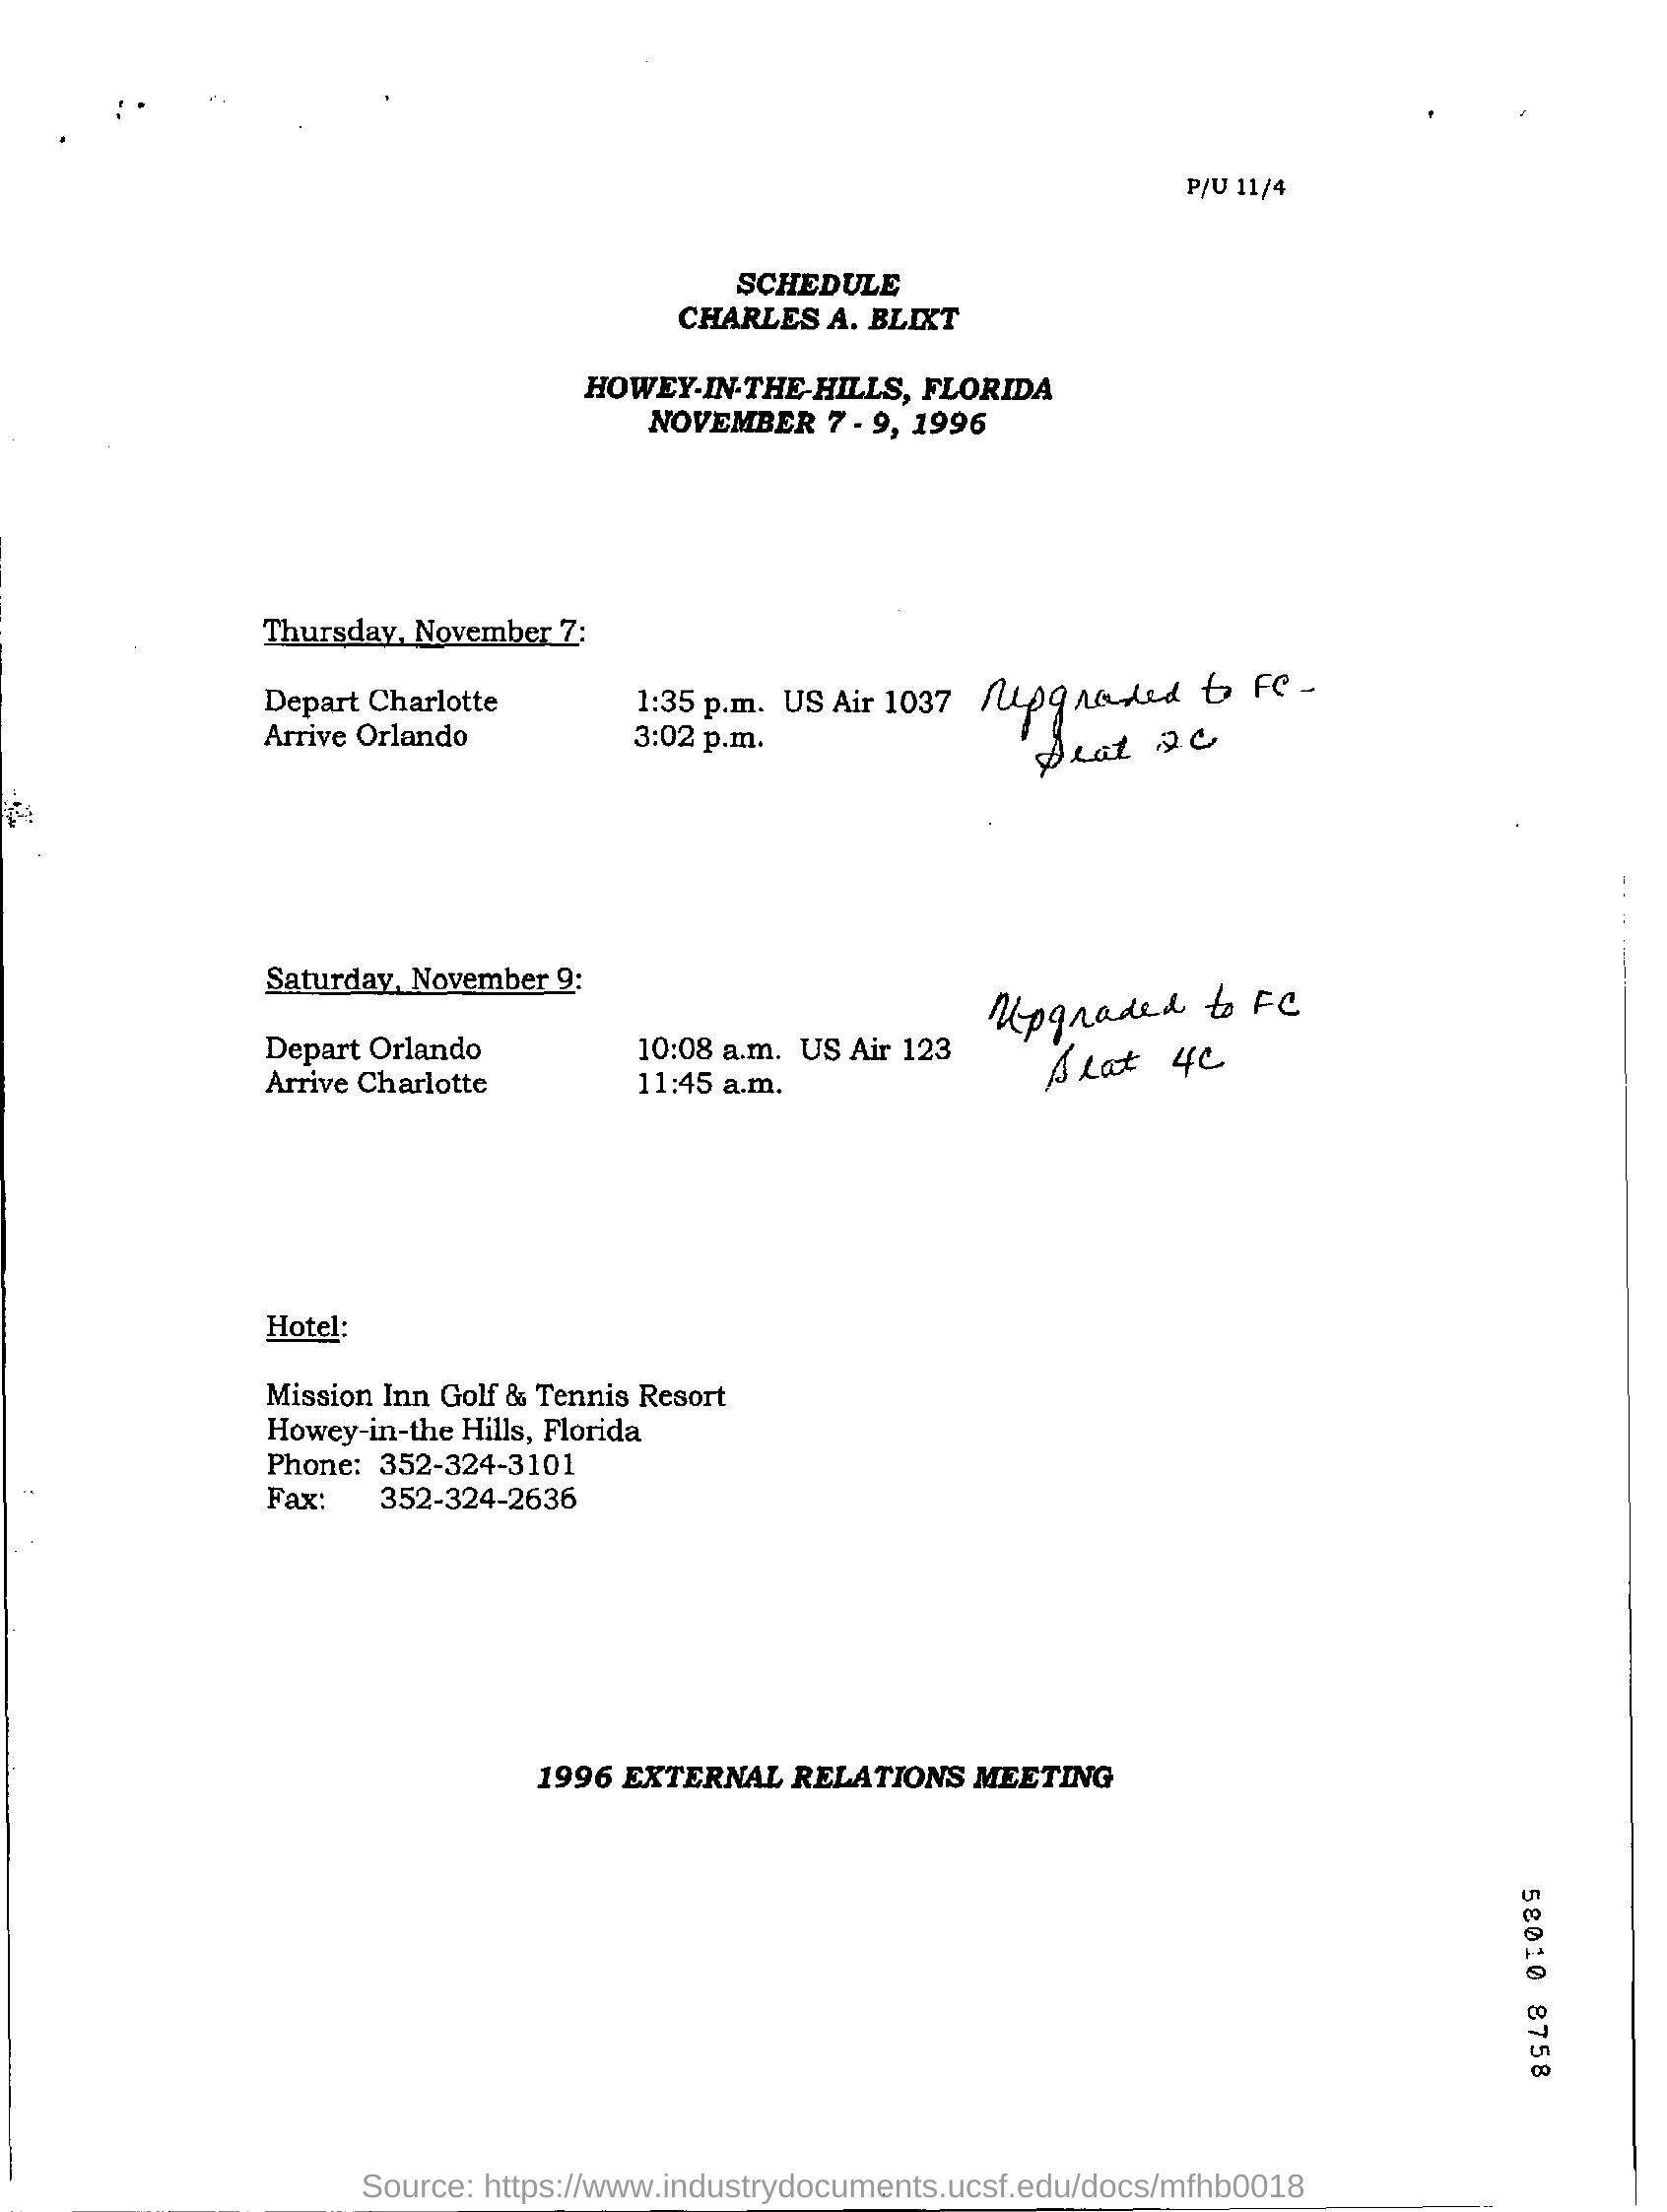 P/U 11/4
SCHEDULE
CHARLES A. BLIXT
HOWEY-IN-THE-HILLS, FLORIDA
NOVEMBER 7 - 9, 1996
Thursday, November 7:
Depart Charlotte 1:35 p.m. US Air 1037 Upgraded to FC -
Arrive Orlando 3:02 p.m. Seat 2C
Saturday, November 9:
Upgraded to FC
Depart Orlando 10:08 a.m. US Air 123 Seat 4C
Arrive Charlotte 11:45 a.m.
Hotel:
Mission Inn Golf & Tennis Resort
Howey-in-the Hills, Florida
Phone: 352-324-3101
Fax: 352-324-2636
1996 EXTERNAL RELATIONS MEETING
58010 8758
Source: https://www.industrydocuments.ucsf.edu/docs/mfhb0018